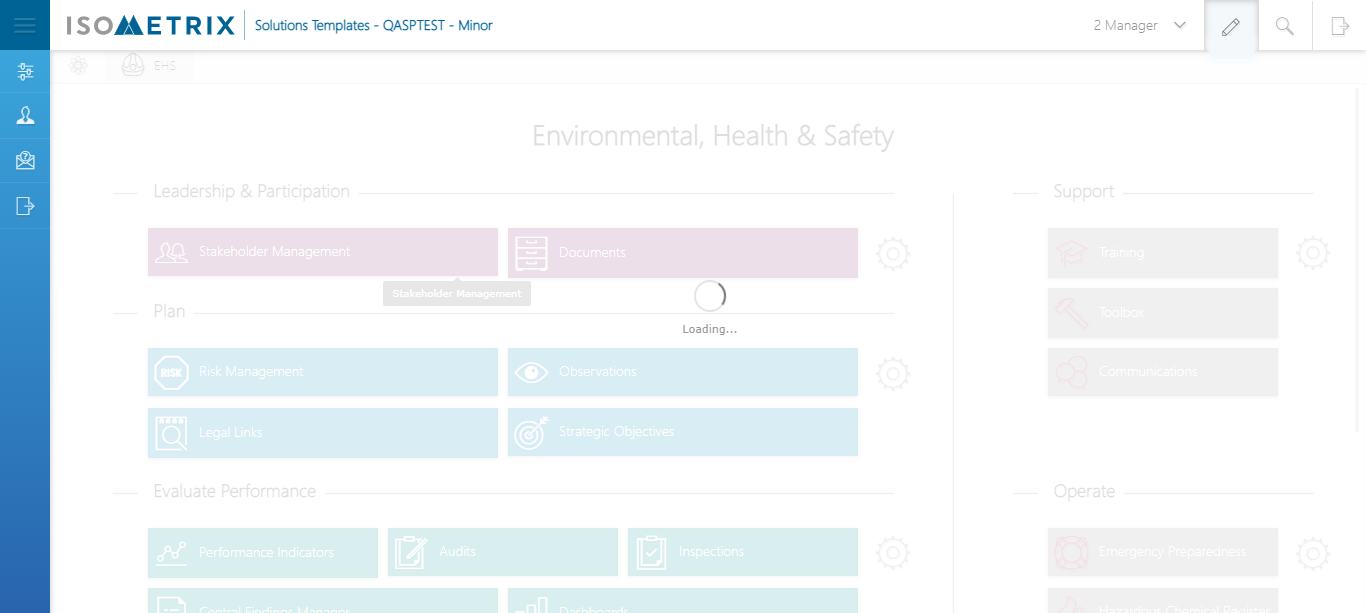 ISOMETRIX
Solutions Templates - QASPTEST - Minor
2 Manager
EHS
Environmental, Health & Safety
Leadership & Participation
Support
Stakeholder Management
Documents
Training
Stakeholder Management
Plan
Loading...
Toolbox
RISK
Risk Management
Observations
Communications
Legal Links
Strategic Objectives
Evaluate Performance
Operate
Performance Indicators
Audits
Inspections
Emergency Preparedness
Central Findings Manager
Dashboards
Hazardous Chemical Register